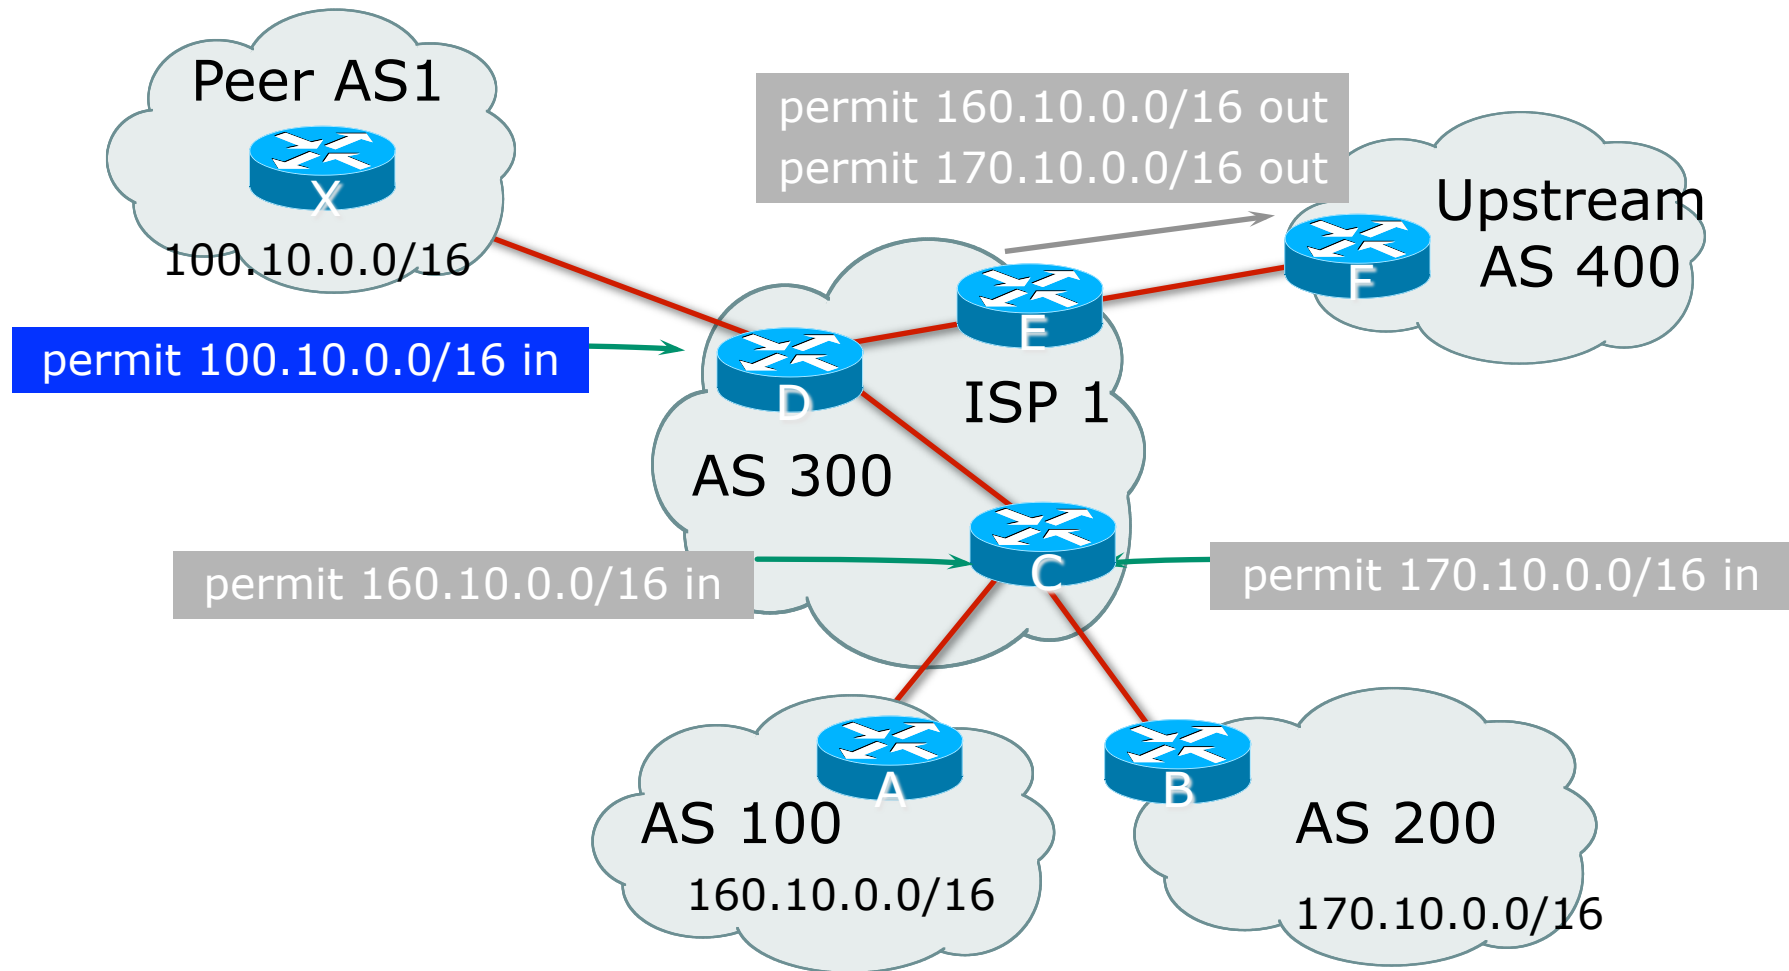 Peer AS1
X
100.10.0.0/16
permit 160.10.0.0/16 out
permit 170.10.0.0/16 out
Upstream
AS 400
F
E
permit 100.10.0.0/16 in
D
ISP 1
AS 300
C
permit 160.10.0.0/16 in
permit 170.10.0.0/16 in
A
AS 100
160.10.0.0/16
B
AS 200
170.10.0.0/16